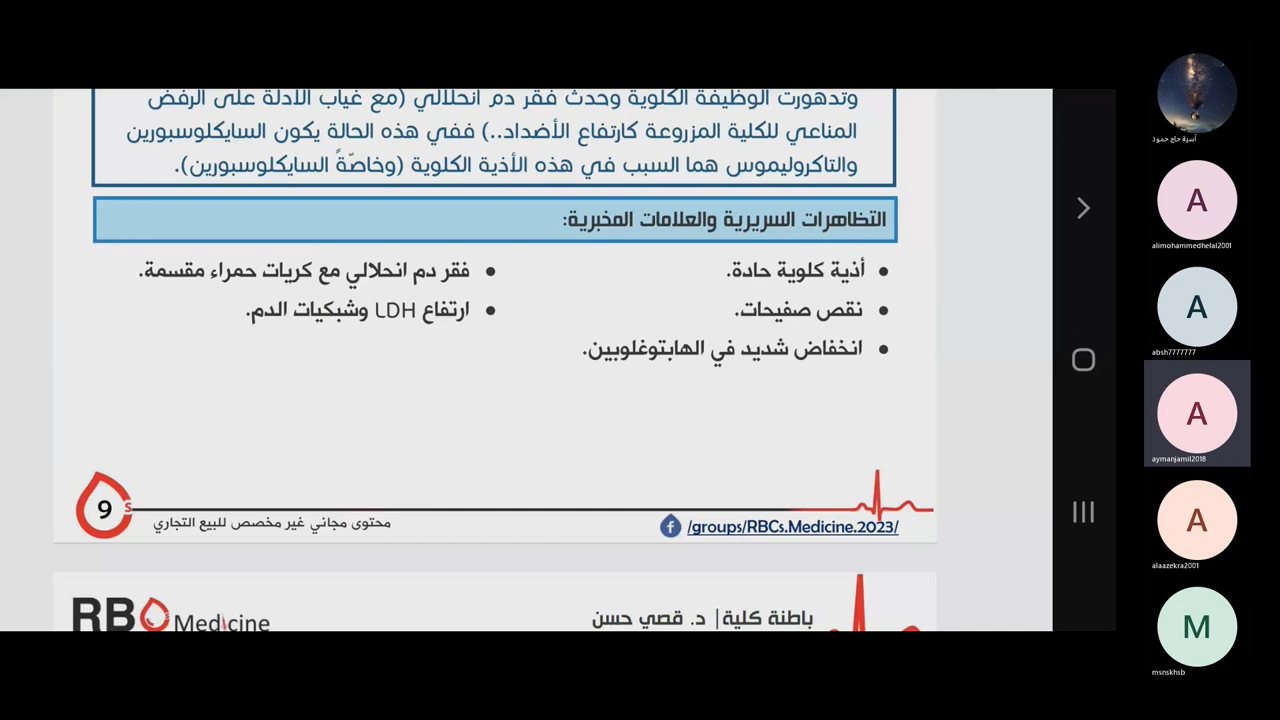 وتدهورت الوظيفة الكلوية وحدث فقر دم انحلالي (مع غياب الأدلة على الرفض
المناعي للكلية المزروعة كارتفاع الأضداد..) ففي هذه الحالة يكون السايكلوسبورين
والتاكروليموس هما السبب في هذه الأذية الكلوية (وخاصّةً السايكلوسبورين).
التظاهرات السريرية والعلامات المخبرية:
● أذية كلوية حادة.
● نقص صفيحات.
● انخفاض شديد في الهابتوغلوبين.
● فقر دم انحلالي مع كريات حمراء مقسمة.
● ارتفاع LDH وشبكيات الدم.
/groups/RBCs.Medicine.2023/
محتوى مجاني غير مخصص للبيع التجاري
9
باطنة كلية| د. قصي حسن
RB Medicine
آسية حاج حمود
A
alimohammedhelal2001
A
absh7777777
A
aymanjamil2018
A
alaazekra2001
M
msnskhsb